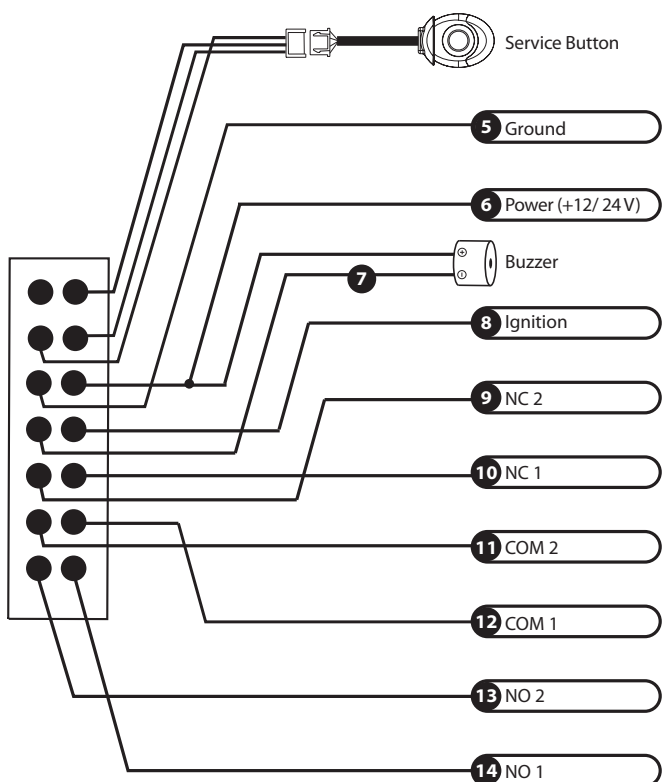 Service Button
5 Ground
6 Power (+12/ 24 V)
Buzzer
7
8 Ignition
9 NC 2
10 NC 1
11 COM 2
12 COM 1
13 NO 2
14 NO 1